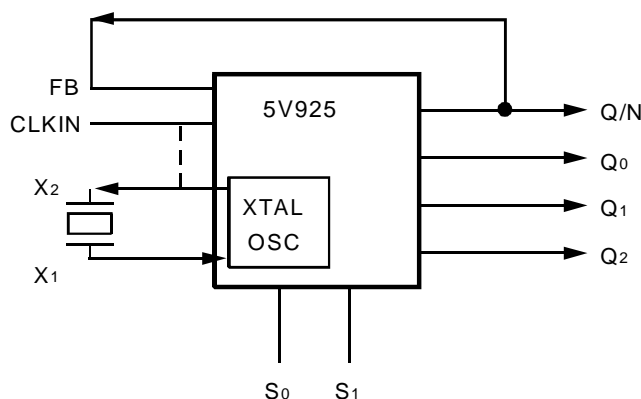 FB
5V925
Q/N
CLKIN
Q0
X2
XTAL
OSC
Q1
X1
Q2
S0 S1